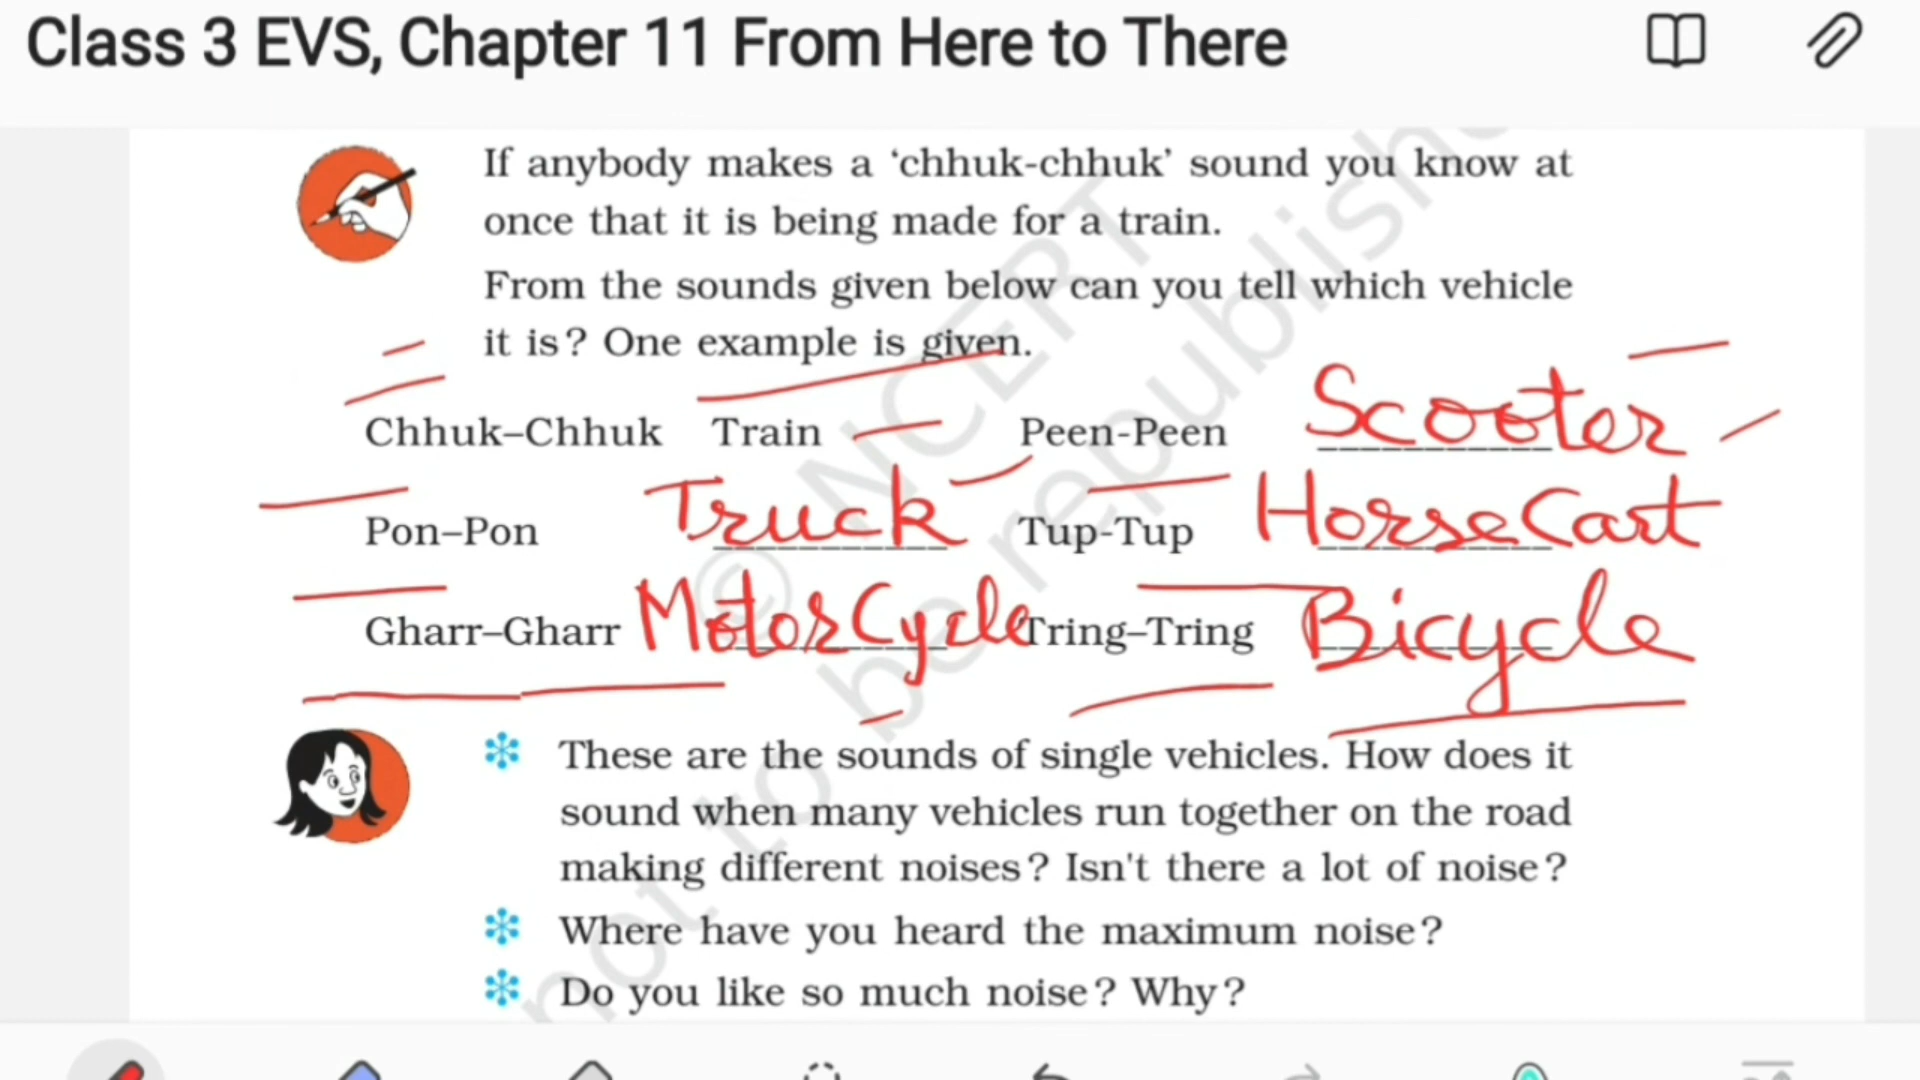 Class 3 EVS, Chapter 11 From Here to There
If anybody makes a ‘chhuk-chhuk’ sound you know at
once that it is being made for a train.
From the sounds given below can you tell which vehicle
it is? One example is given.
Chhuk–Chhuk Train Peen-Peen Scooter
Pon–Pon Truck Tup-Tup HorseCart
Gharr–Gharr MotorCycle Tring–Tring Bicycle
These are the sounds of single vehicles. How does it
sound when many vehicles run together on the road
making different noises? Isn't there a lot of noise?
Where have you heard the maximum noise?
Do you like so much noise? Why?
© NCERT
not to be republished